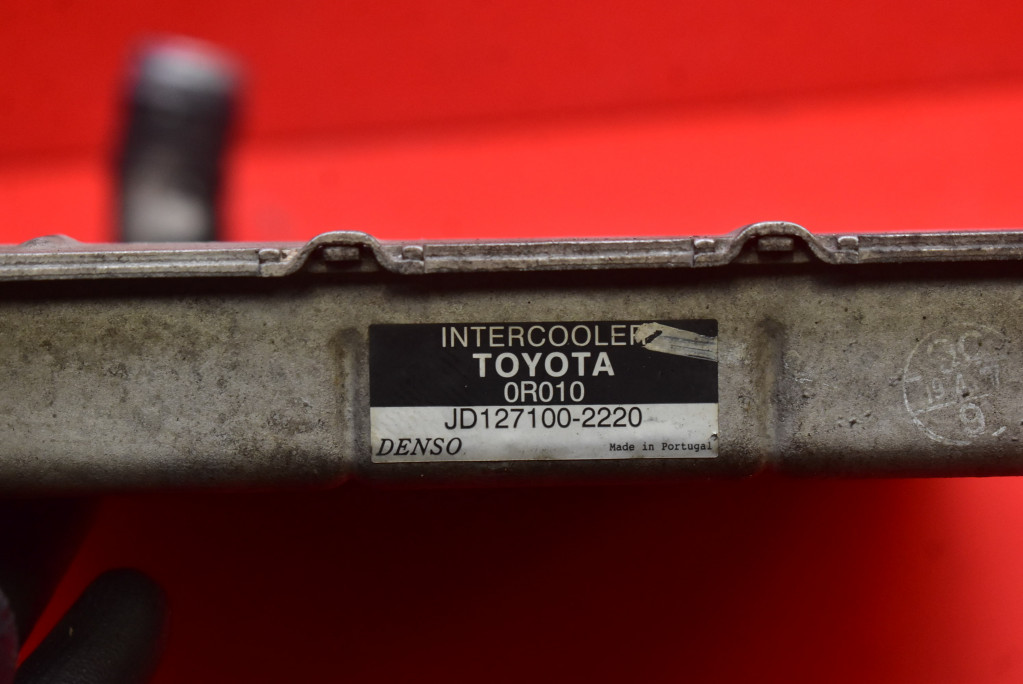 INTERCOOLER
TOYOTA
0R010
JD127100-2220
DENSO Made in Portugal